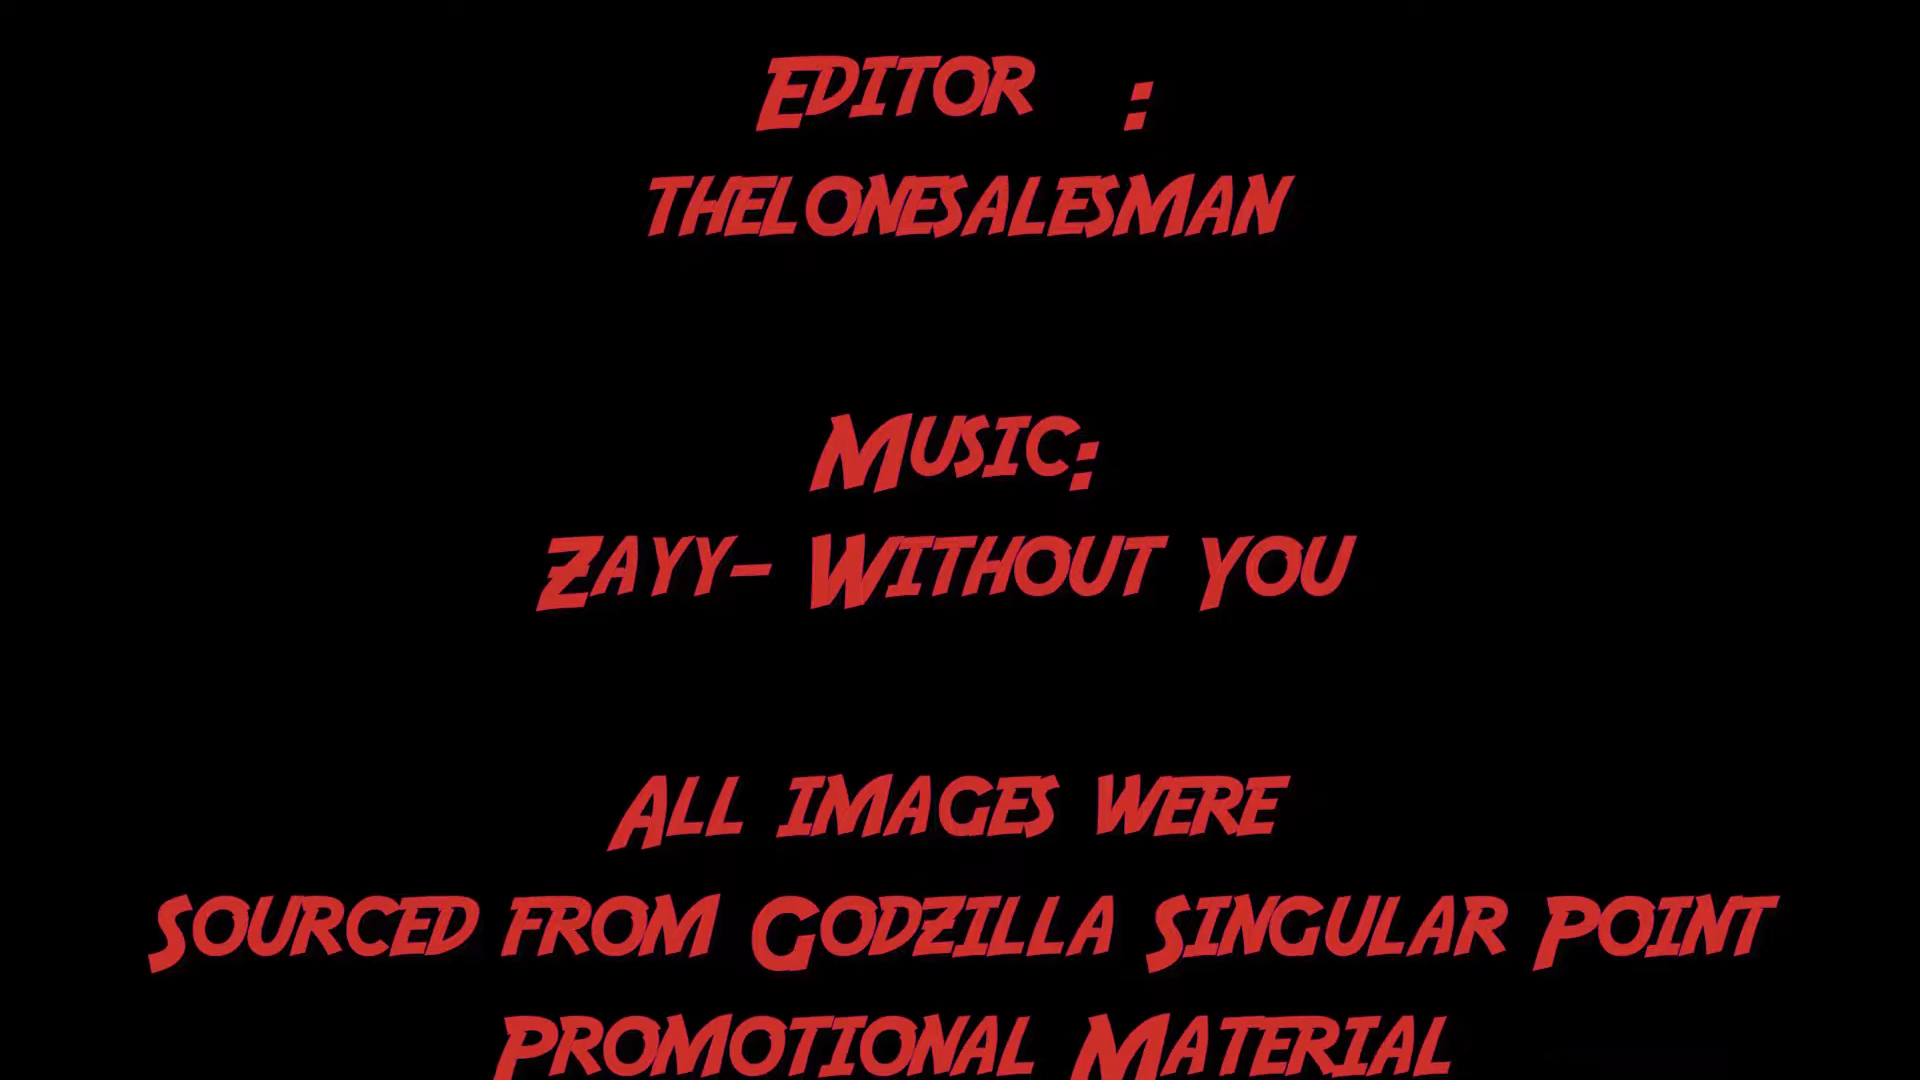 Editor :
thelonesalesman
Music:
Zayy- Without You
All images were
Sourced from Godzilla Singular Point
Promotional Material